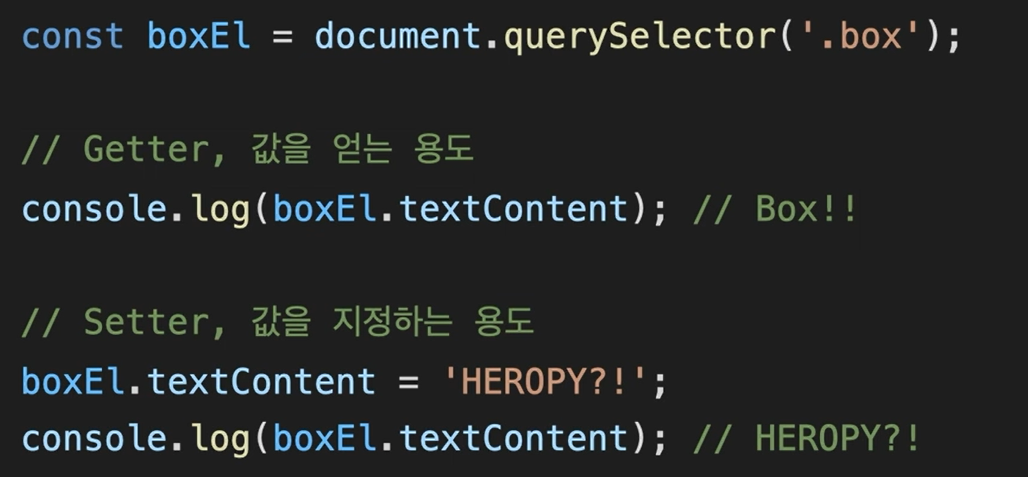 const boxEl = document.querySelector('.box');
// Getter, 값을 얻는 용도
console.log(boxEl.textContent); // Box!!
// Setter, 값을 지정하는 용도
boxEl.textContent = 'HEROPY?!';
console.log(boxEl.textContent); // HEROPY?!